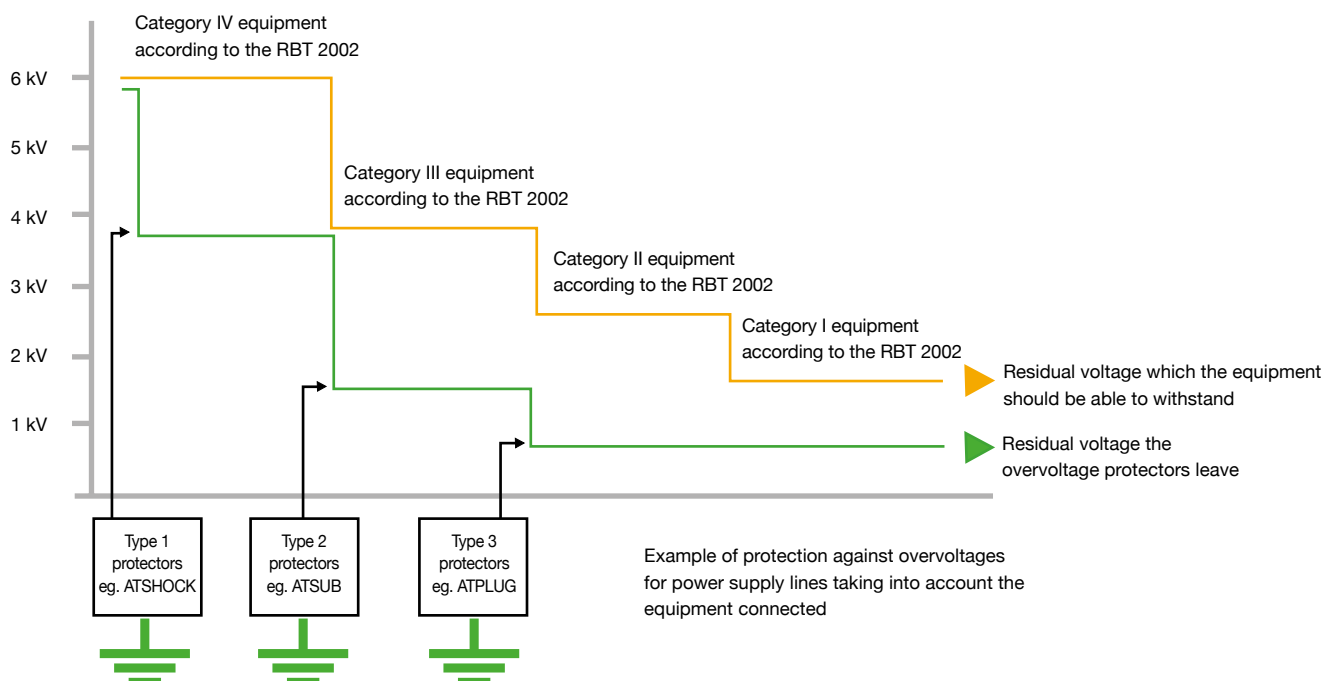 Category IV equipment
according to the RBT 2002
6 kV
5 kV
Category III equipment
according to the RBT 2002
4 kV
Category II equipment
according to the RBT 2002
3 kV
Category I equipment
according to the RBT 2002
2 kV
Residual voltage which the equipment
should be able to withstand
1 kV
Residual voltage the
overvoltage protectors leave
Type 1
protectors
eg. ATSHOCK
Type 2
protectors
eg. ATSUB
Type 3
protectors
eg. ATPLUG
Example of protection against overvoltages
for power supply lines taking into account the
equipment connected